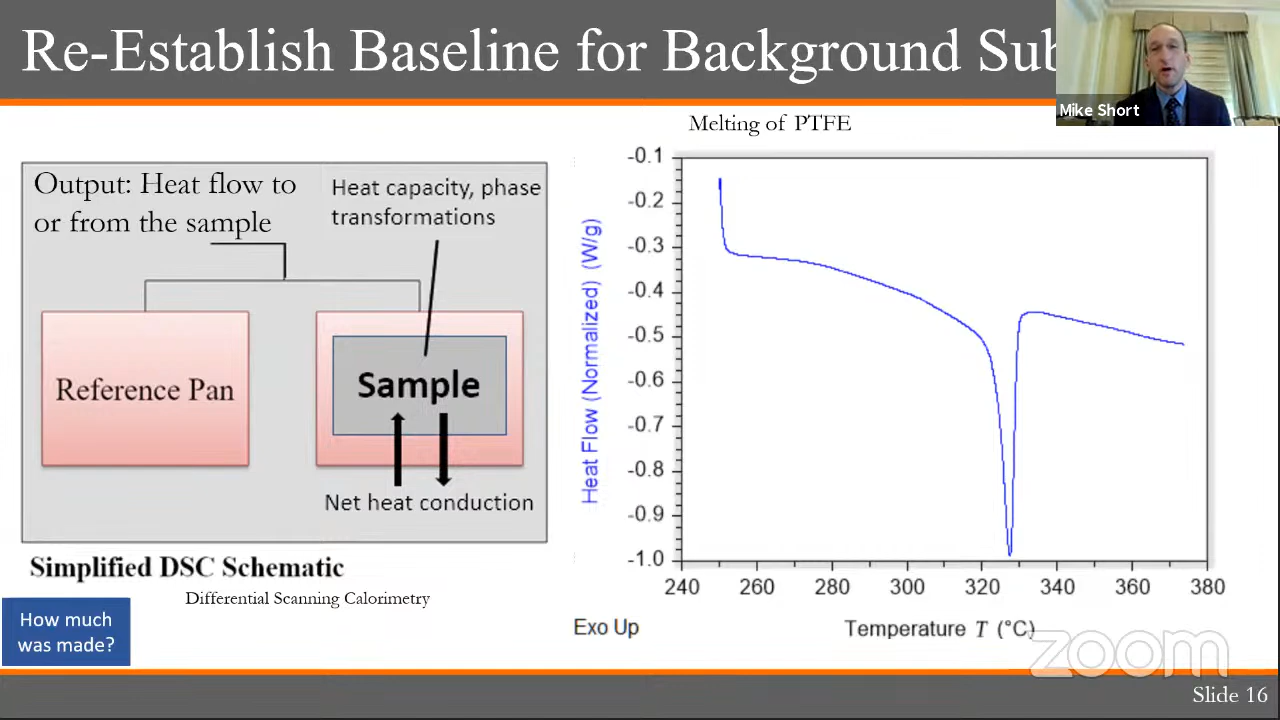 Re-Establish Baseline for Background Sub
Mike Short
Melting of PTFE
Output: Heat flow to
or from the sample
Heat capacity, phase
transformations
Reference Pan
Sample
Net heat conduction
Simplified DSC Schematic
Differential Scanning Calorimetry
How much
was made?
Heat Flow (Normalized) (W/g)
-0.1
-0.2
-0.3
-0.4
-0.5
-0.6
-0.7
-0.8
-0.9
-1.0
240 260 280 300 320 340 360 380
Exo Up
Temperature T (°C)
zoom
Slide 16